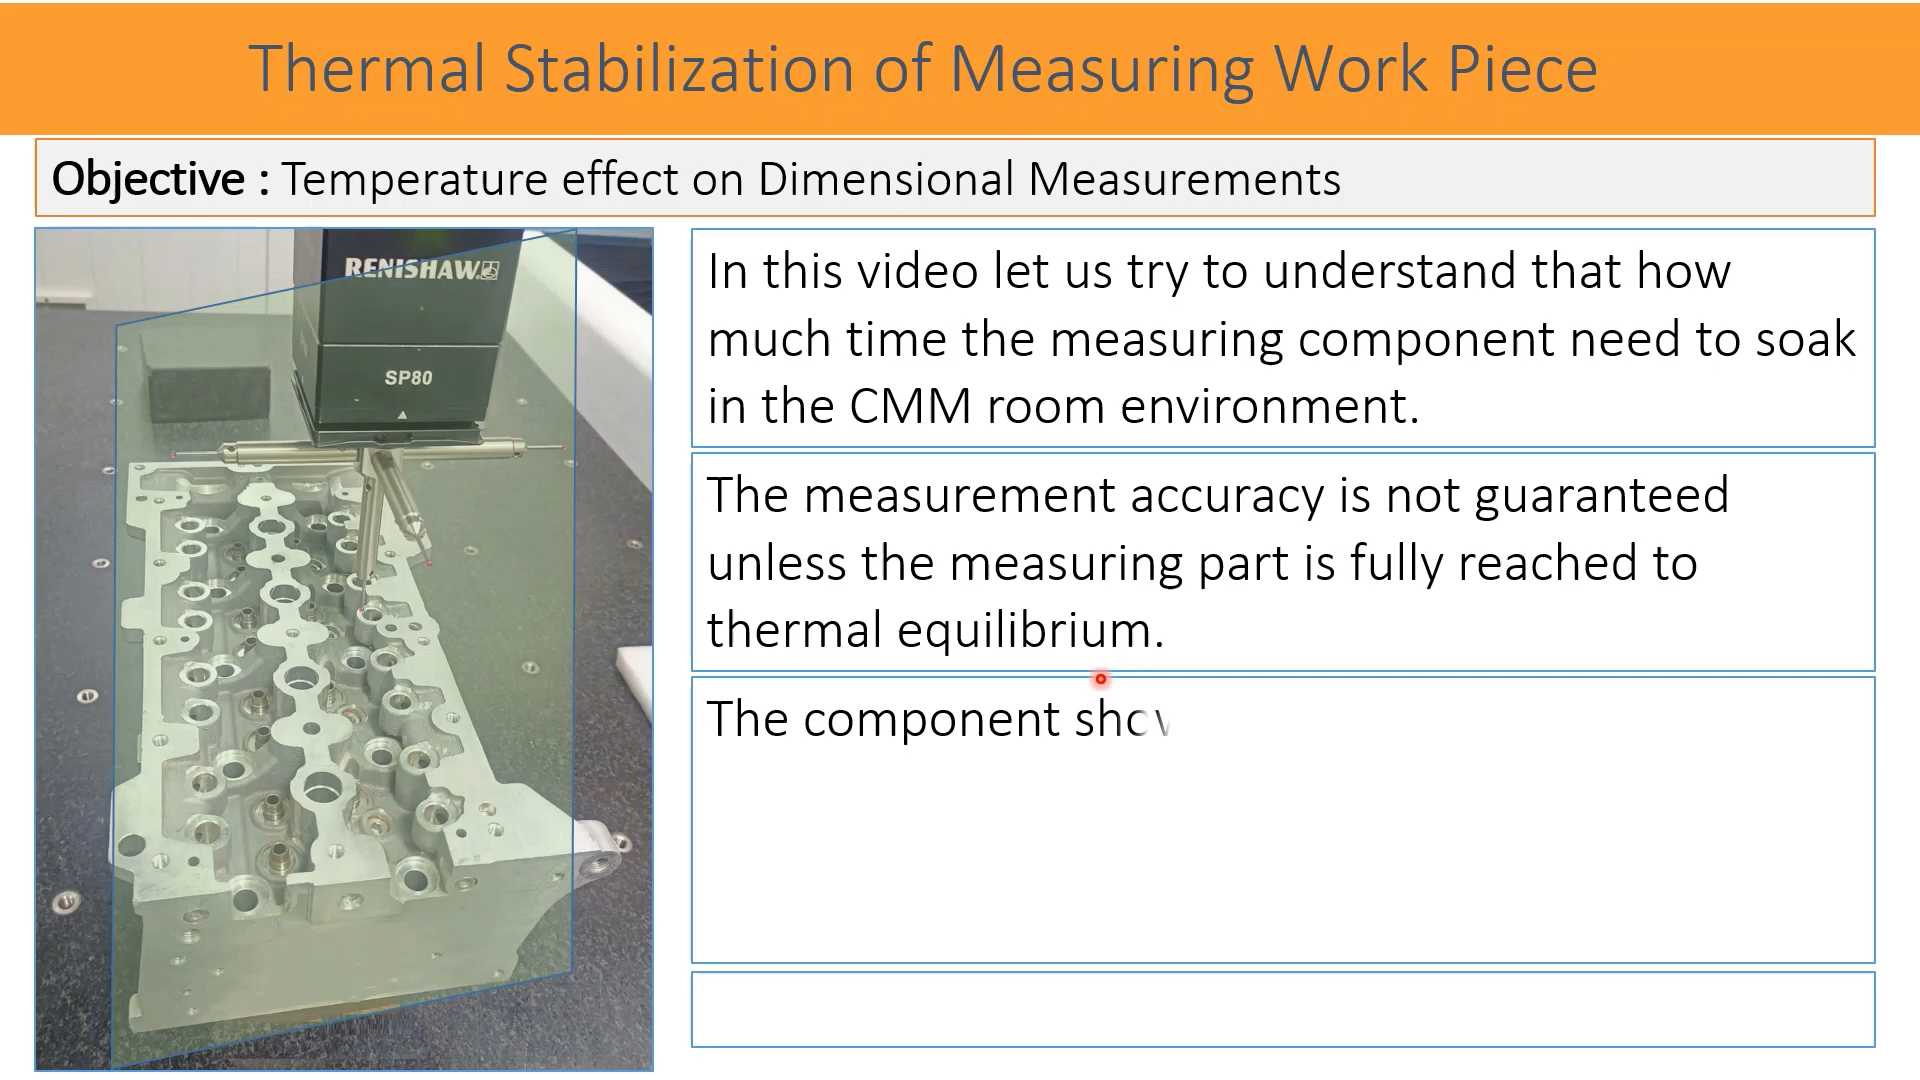 Thermal Stabilization of Measuring Work Piece
Objective : Temperature effect on Dimensional Measurements
RENISHAW
SP80
In this video let us try to understand that how
much time the measuring component need to soak
in the CMM room environment.
The measurement accuracy is not guaranteed
unless the measuring part is fully reached to
thermal equilibrium.
The component